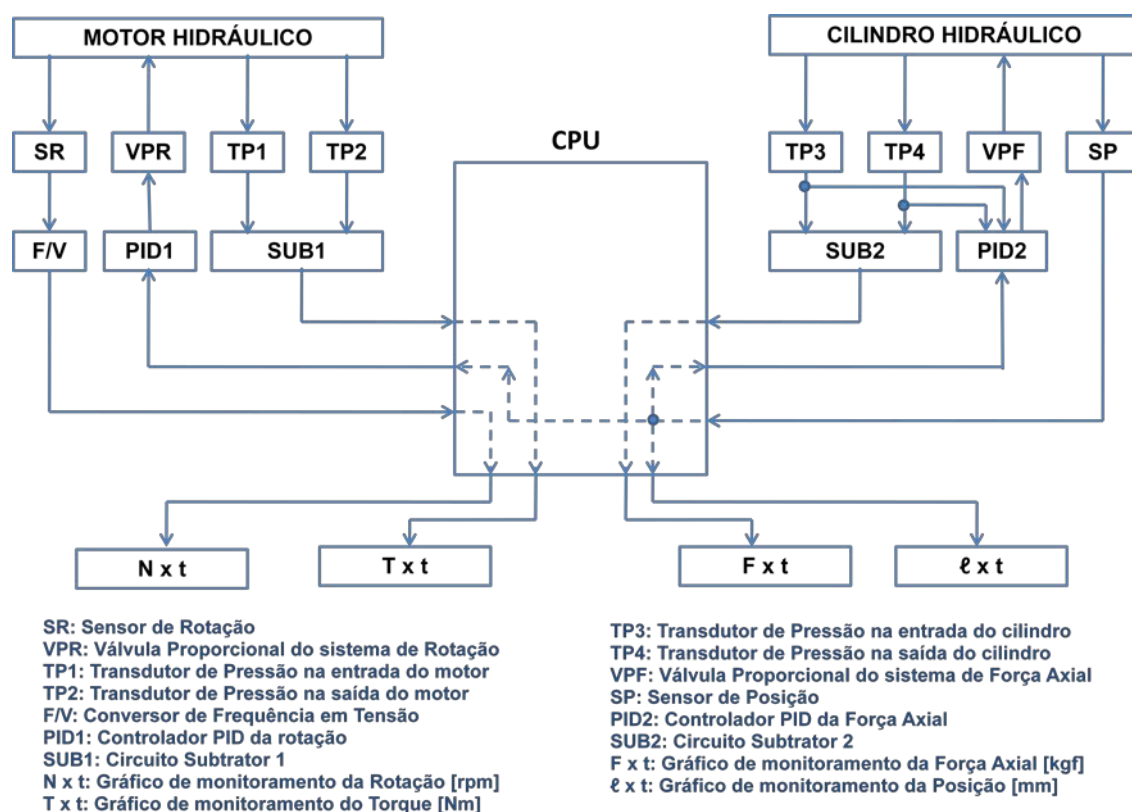 MOTOR HIDRÁULICO
CILINDRO HIDRÁULICO
CPU
SR
VPR
TP1
TP2
TP3
TP4
VPF
SP
F/V
PID1
SUB1
SUB2
PID2
N x t
T x t
F x t
ℓ x t
SR: Sensor de Rotação
VPR: Válvula Proporcional do sistema de Rotação
TP1: Transdutor de Pressão na entrada do motor
TP2: Transdutor de Pressão na saída do motor
F/V: Conversor de Frequência em Tensão
PID1: Controlador PID da rotação
SUB1: Circuito Subtrator 1
N x t: Gráfico de monitoramento da Rotação [rpm]
T x t: Gráfico de monitoramento do Torque [Nm]
TP3: Transdutor de Pressão na entrada do cilindro
TP4: Transdutor de Pressão na saída do cilindro
VPF: Válvula Proporcional do sistema de Força Axial
SP: Sensor de Posição
PID2: Controlador PID da Força Axial
SUB2: Circuito Subtrator 2
F x t: Gráfico de monitoramento da Força Axial [kgf]
ℓ x t: Gráfico de monitoramento da Posição [mm]